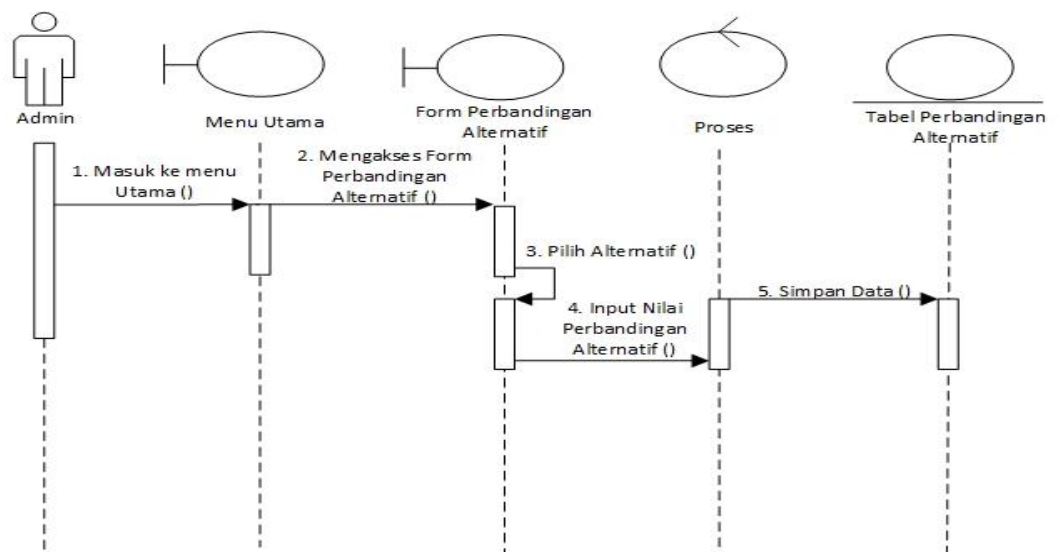 Admin
Menu Utama
Form Perbandingan
Alternatif
Proses
Tabel Perbandingan
Alternatif
1. Masuk ke menu
Utama ()
2. Mengakses Form
Perbandingan
Alternatif ()
3. Pilih Alternatif ()
4. Input Nilai
Perbandingan
Alternatif ()
5. Simpan Data ()